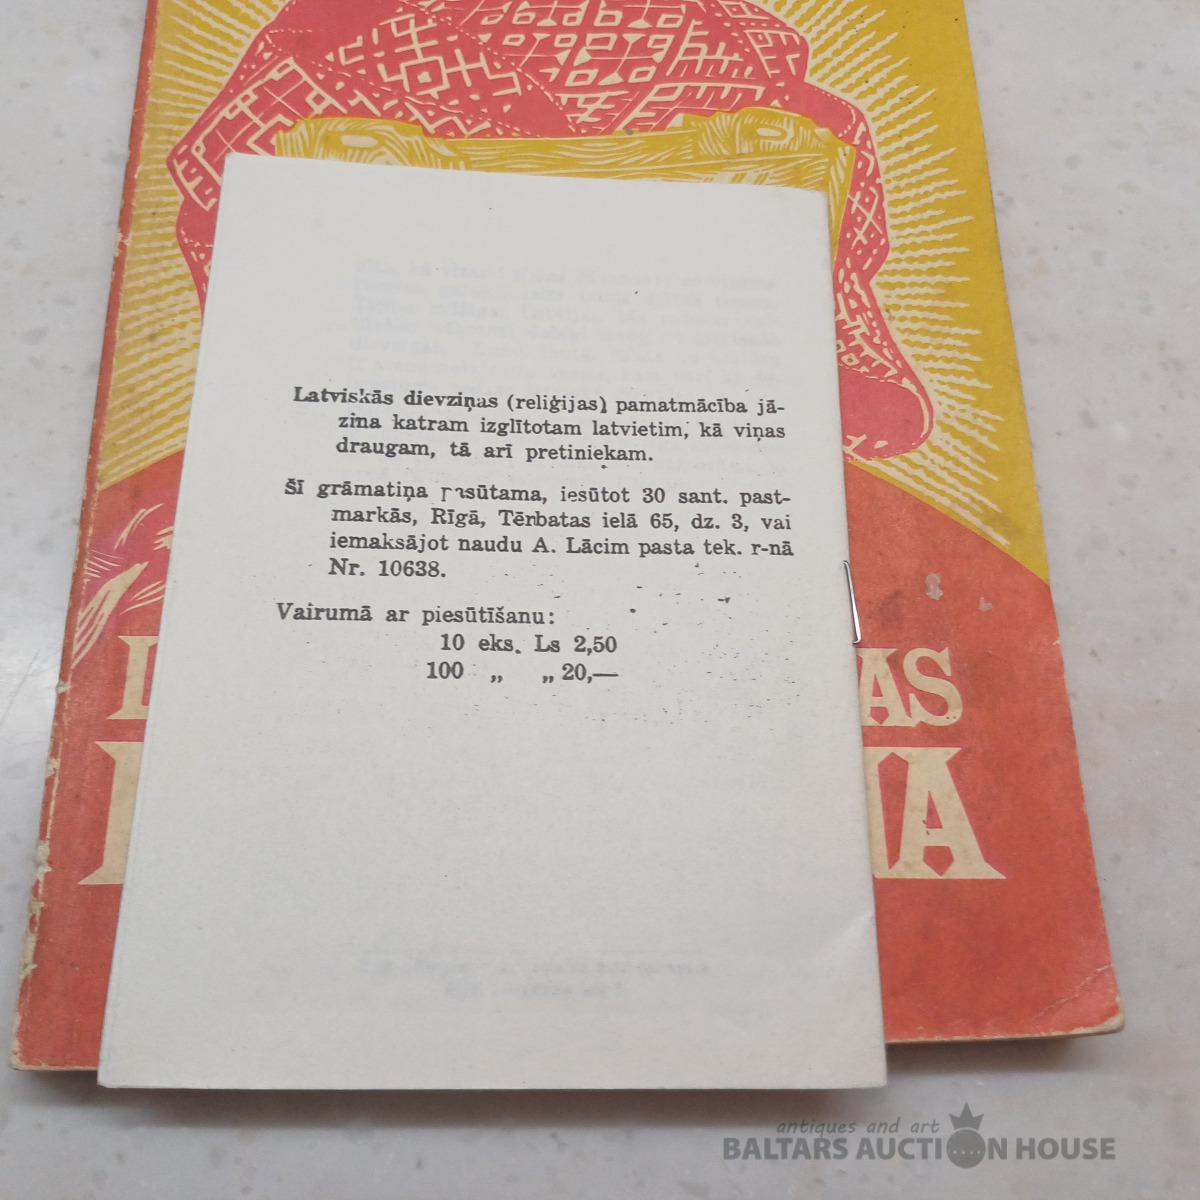 Latviskās dievziņas (reliģijas) pamatmācība jā-
zina katram izglītotam latvietim, kā viņas
draugam, tā arī pretiniekam.
Šī grāmatiņa pasūtama, iesūtot 30 sant. past-
markās, Rīgā, Tērbatas ielā 65, dz. 3, vai
iemaksājot naudu A. Lācim pasta tek. r-nā
Nr. 10638.
Vairumā ar piesūtīšanu:
10 eks. Ls 2,50
100 „ „ 20,—
AS
NA
antiques and art
BALTARS AUCTION HOUSE